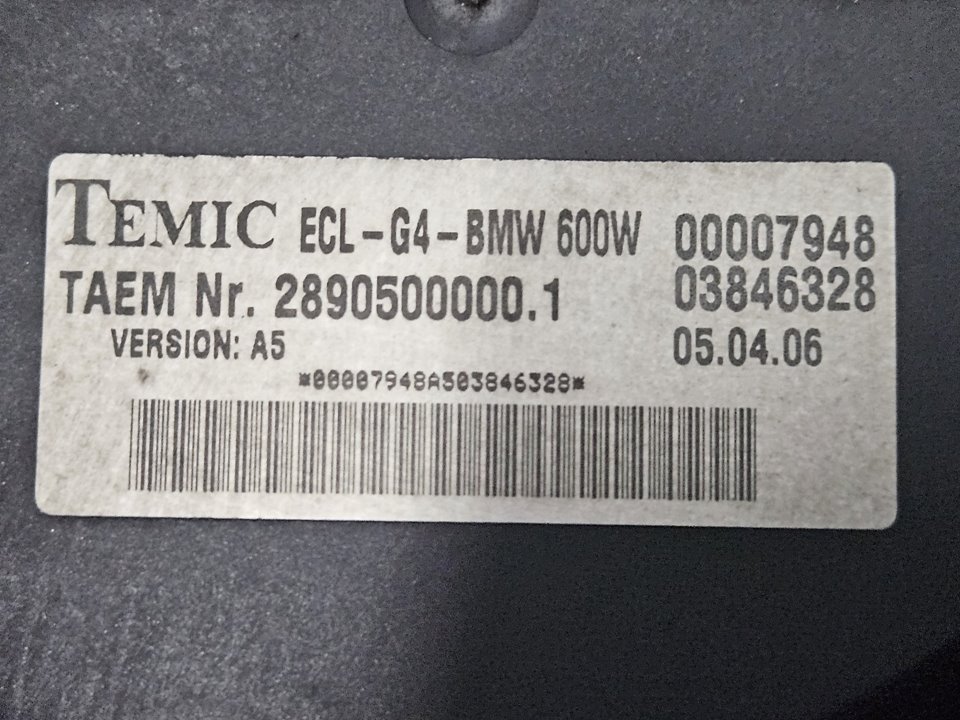 TEMIC ECL-G4-BMW 600W 00007948
TAEM Nr. 2890500000.1 03846328
VERSION: A5 05.04.06
*00007948A503846328*